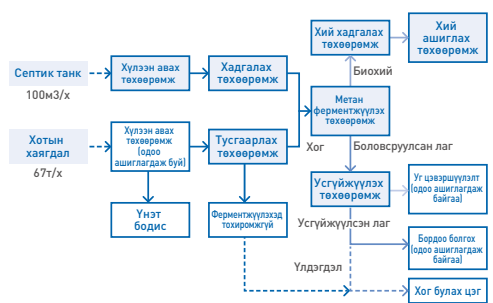 Хий хадгалах
төхөөрөмж
Хий
ашиглах
төхөөрөмж
Биохий
Септик танк
100м3/х
Хүлээн авах
төхөөрөмж
Хадгалах
төхөөрөмж
Метан
ферментжүүлэх
төхөөрөмж
Хотын
хаягдал
67т/х
Хүлээн авах
төхөөрөмж
(одоо
ашиглагдаж буй)
Тусгаарлах
төхөөрөмж
Хог
Боловсруулсан лаг
Усгүйжүүлэх
төхөөрөмж
Уг цэвэршүүлэлт
(одоо ашиглагдаж
байгаа)
Үнэт
бодис
Ферментжүүлэхэд
тохиромжгүй
Усгүйжүүлсэн лаг
Бордоо болгох
(одоо ашиглагдаж
байгаа)
Үлдэгдэл
Хог булах цэг